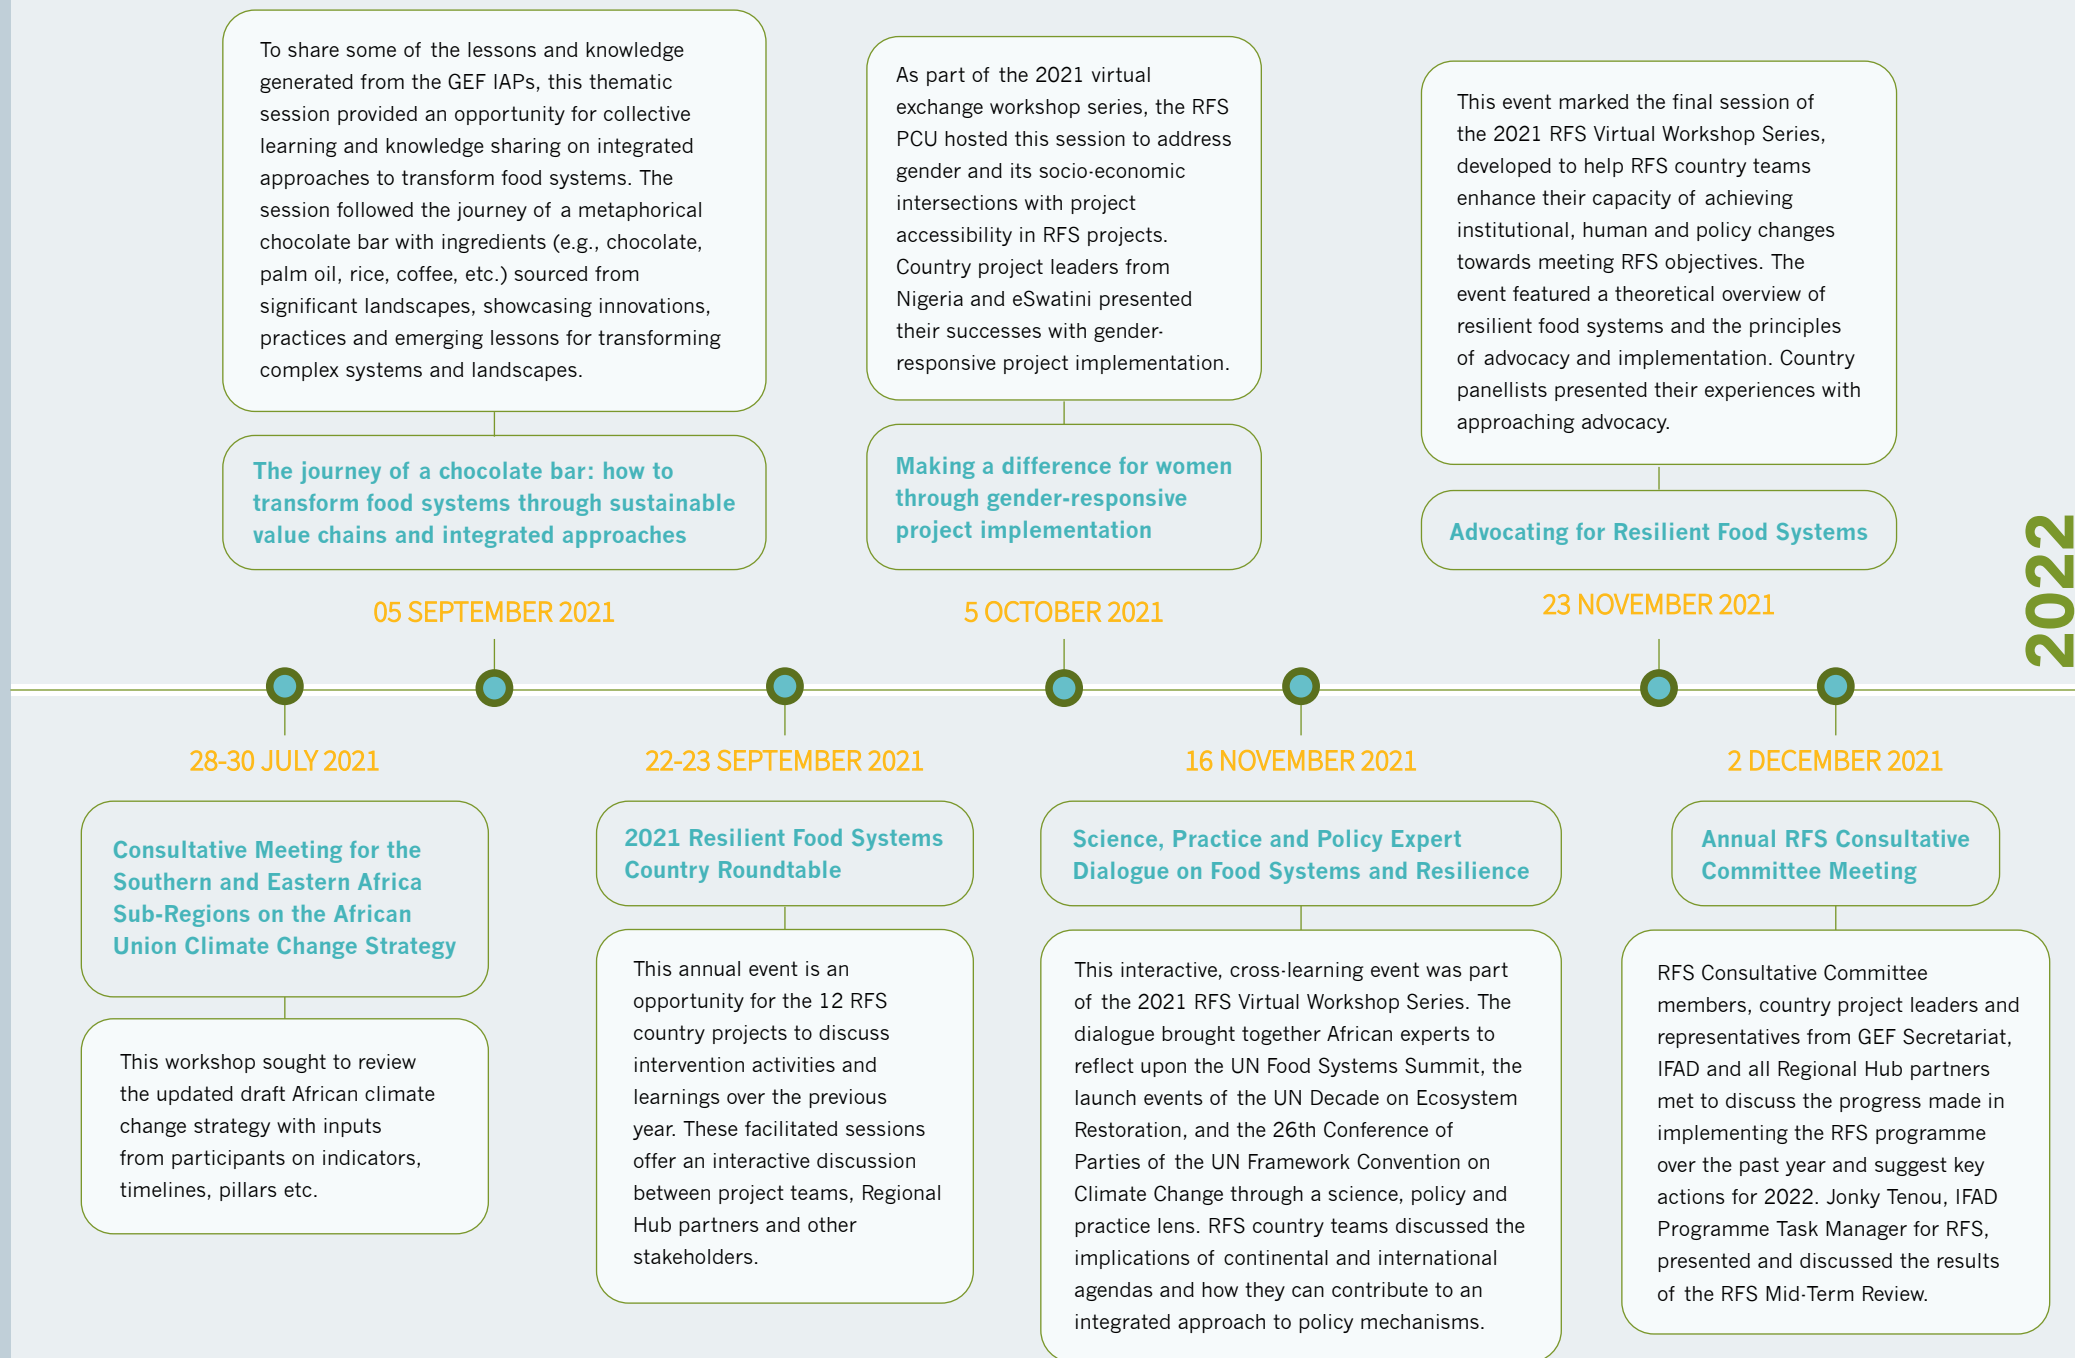 To share some of the lessons and knowledge
generated from the GEF IAPs, this thematic
session provided an opportunity for collective
learning and knowledge sharing on integrated
approaches to transform food systems. The
session followed the journey of a metaphorical
chocolate bar with ingredients (e.g., chocolate,
palm oil, rice, coffee, etc.) sourced from
significant landscapes, showcasing innovations,
practices and emerging lessons for transforming
complex systems and landscapes.
The journey of a chocolate bar: how to
transform food systems through sustainable
value chains and integrated approaches
05 SEPTEMBER 2021
As part of the 2021 virtual
exchange workshop series, the RFS
PCU hosted this session to address
gender and its socio-economic
intersections with project
accessibility in RFS projects.
Country project leaders from
Nigeria and eSwatini presented
their successes with gender-
responsive project implementation.
Making a difference for women
through gender-responsive
project implementation
5 OCTOBER 2021
This event marked the final session of
the 2021 RFS Virtual Workshop Series,
developed to help RFS country teams
enhance their capacity of achieving
institutional, human and policy changes
towards meeting RFS objectives. The
event featured a theoretical overview of
resilient food systems and the principles
of advocacy and implementation. Country
panellists presented their experiences with
approaching advocacy.
Advocating for Resilient Food Systems
23 NOVEMBER 2021
2022
28-30 JULY 2021
Consultative Meeting for the
Southern and Eastern Africa
Sub-Regions on the African
Union Climate Change Strategy
This workshop sought to review
the updated draft African climate
change strategy with inputs
from participants on indicators,
timelines, pillars etc.
22-23 SEPTEMBER 2021
2021 Resilient Food Systems
Country Roundtable
This annual event is an
opportunity for the 12 RFS
country projects to discuss
intervention activities and
learnings over the previous
year. These facilitated sessions
offer an interactive discussion
between project teams, Regional
Hub partners and other
stakeholders.
16 NOVEMBER 2021
Science, Practice and Policy Expert
Dialogue on Food Systems and Resilience
This interactive, cross-learning event was part
of the 2021 RFS Virtual Workshop Series. The
dialogue brought together African experts to
reflect upon the UN Food Systems Summit, the
launch events of the UN Decade on Ecosystem
Restoration, and the 26th Conference of
Parties of the UN Framework Convention on
Climate Change through a science, policy and
practice lens. RFS country teams discussed the
implications of continental and international
agendas and how they can contribute to an
integrated approach to policy mechanisms.
2 DECEMBER 2021
Annual RFS Consultative
Committee Meeting
RFS Consultative Committee
members, country project leaders and
representatives from GEF Secretariat,
IFAD and all Regional Hub partners
met to discuss the progress made in
implementing the RFS programme
over the past year and suggest key
actions for 2022. Jonky Tenou, IFAD
Programme Task Manager for RFS,
presented and discussed the results
of the RFS Mid-Term Review.